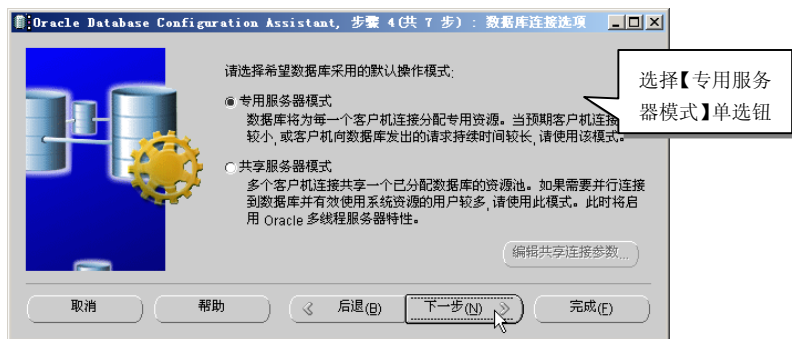 Oracle Database Configuration Assistant, 步骤 4(共 7 步) : 数据库连接选项
请选择希望数据库采用的默认操作模式:
选择【专用服务
器模式】单选钮
专用服务器模式
数据库将为每一个客户机连接分配专用资源。当预期客户机连接
较小, 或客户机向数据库发出的请求持续时间较长, 请使用该模式。
共享服务器模式
多个客户机连接共享一个已分配数据库的资源池。如果需要并行连接
到数据库并有效使用系统资源的用户较多, 请使用此模式。此时将启
用 Oracle 多线程服务器特性。
编辑共享连接参数...
取消
帮助
后退(B)
下一步(N)
完成(F)